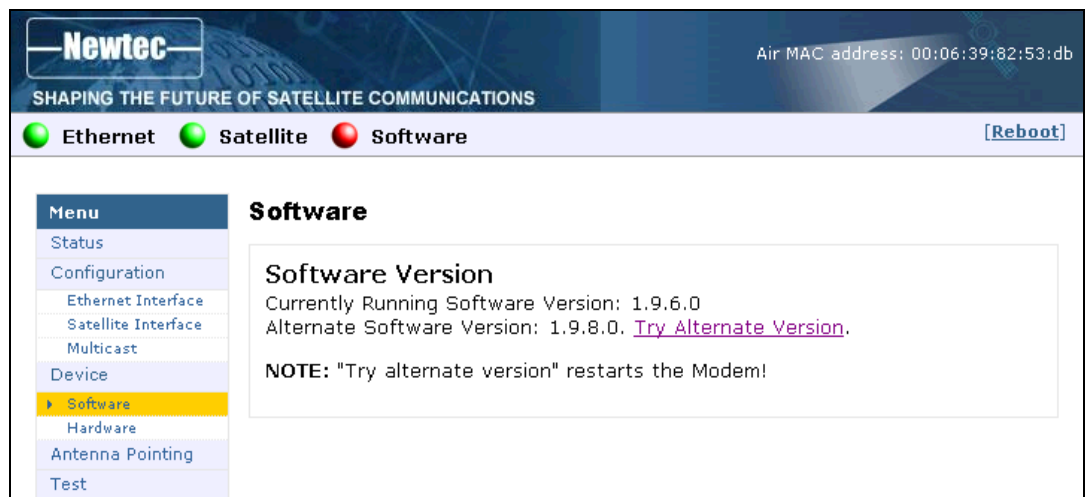 Newtec
Air MAC address: 00:06:39:82:53:db
SHAPING THE FUTURE OF SATELLITE COMMUNICATIONS
Ethernet Satellite Software [Reboot]
Menu
Status
Configuration
Ethernet Interface
Satellite Interface
Multicast
Device
Software
Hardware
Antenna Pointing
Test
Software
Software Version
Currently Running Software Version: 1.9.6.0
Alternate Software Version: 1.9.8.0. Try Alternate Version.
NOTE: "Try alternate version" restarts the Modem!